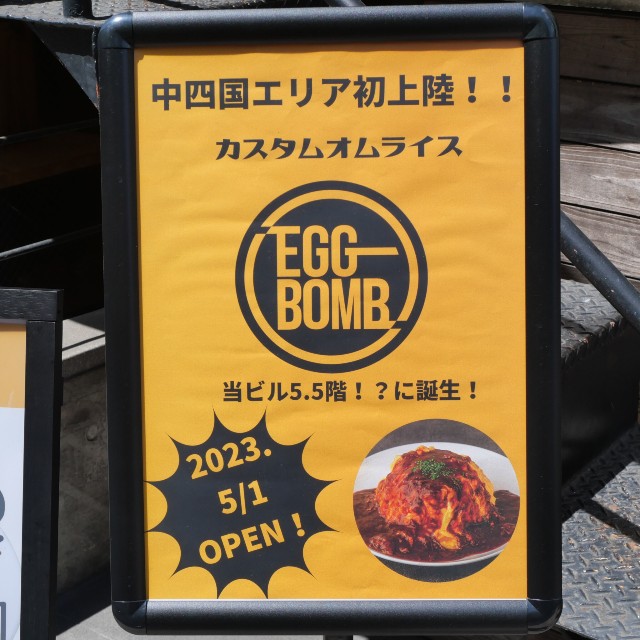 中四国エリア初上陸！！
カスタムオムライス
EGG
BOMB
当ビル5.5階！？に誕生！
2023.
5/1
OPEN！